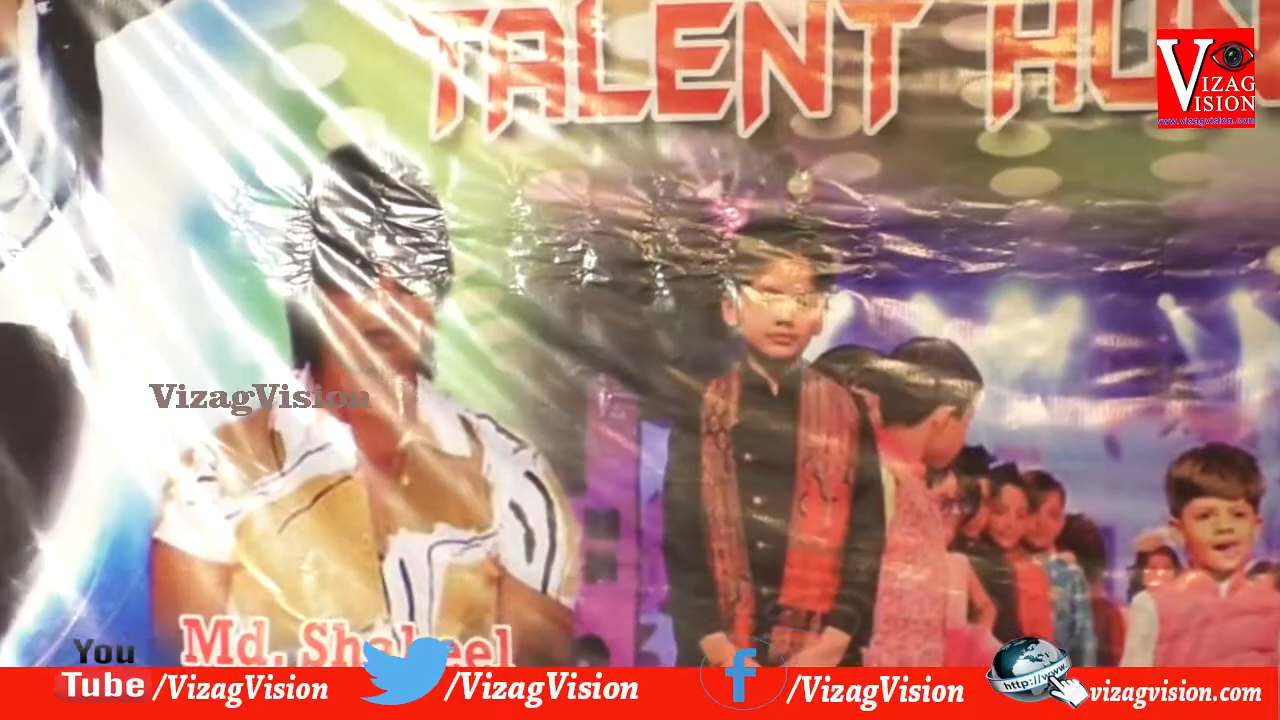 TALENT HUN
VIZAG
VISION
www.vizagvision.com
VizagVision
Md. Shakeel
You
Tube /VizagVision
/VizagVision
/VizagVision
http://www.
vizagvision.com